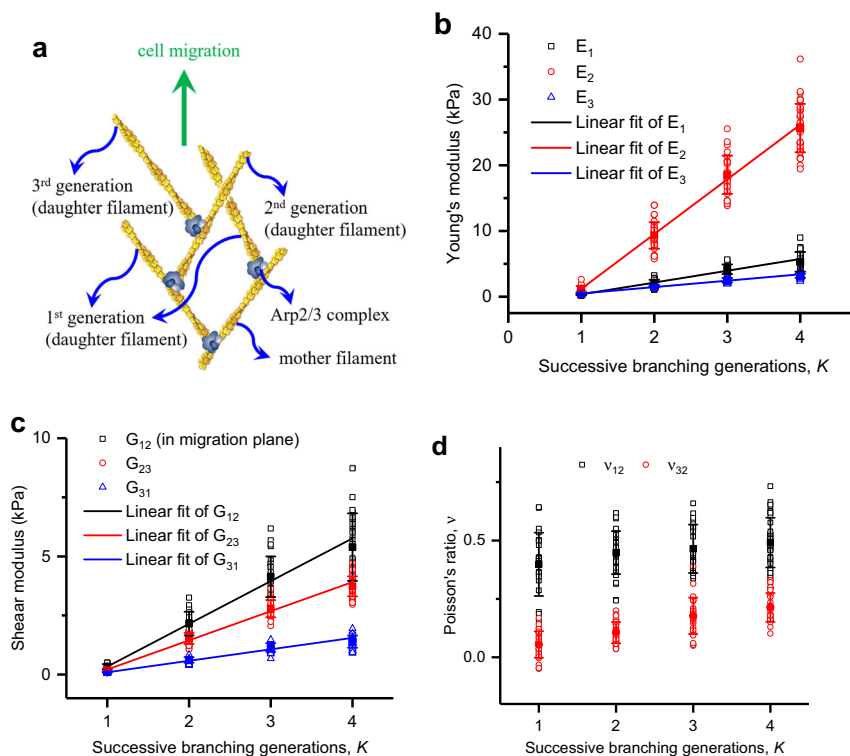 a
cell migration
3rd generation
(daughter filament)
2nd generation
(daughter filament)
1st generation
(daughter filament)
Arp2/3 complex
mother filament
b
Young's modulus (kPa)
40
30
20
10
0
E1
E2
E3
Linear fit of E1
Linear fit of E2
Linear fit of E3
0 1 2 3 4
Successive branching generations, K
c
Sheaar modulus (kPa)
10
5
0
G12 (in migration plane)
G23
G31
Linear fit of G12
Linear fit of G23
Linear fit of G31
1 2 3 4
Successive branching generations, K
d
Poisson's ratio, ν
0.5
0.0
ν12 ν32
1 2 3 4
Successive branching generations, K